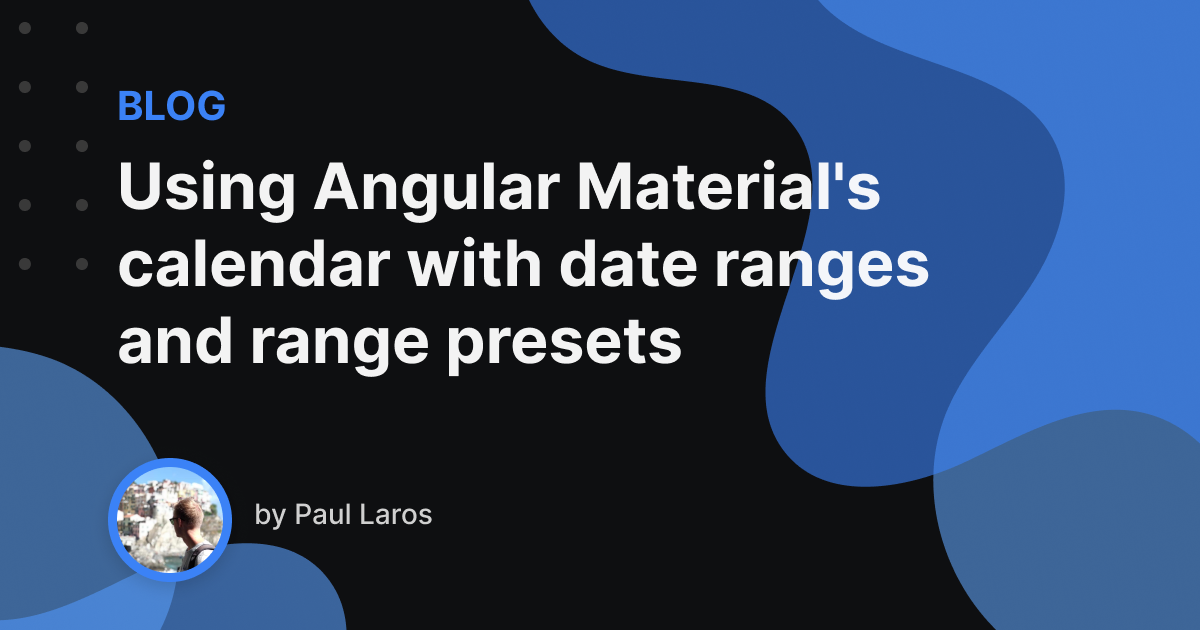 BLOG
Using Angular Material's
calendar with date ranges
and range presets
by Paul Laros